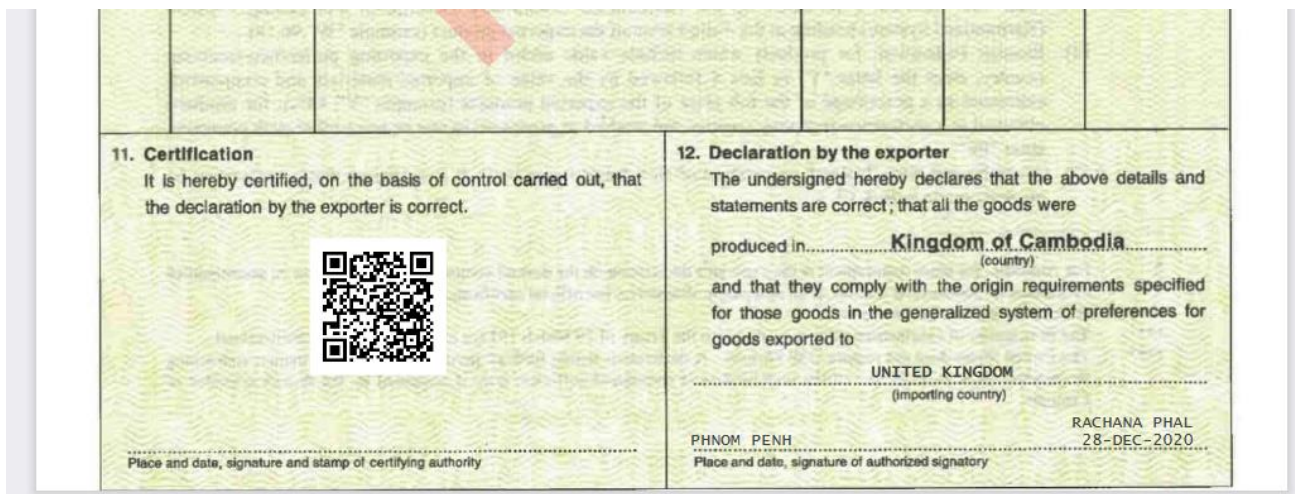 11. Certification
It is hereby certified, on the basis of control carried out, that
the declaration by the exporter is correct.
Place and date, signature and stamp of certifying authority
12. Declaration by the exporter
The undersigned hereby declares that the above details and
statements are correct; that all the goods were
produced in Kingdom of Cambodia
(country)
and that they comply with the origin requirements specified
for those goods in the generalized system of preferences for
goods exported to
UNITED KINGDOM
(importing country)
RACHANA PHAL
PHNOM PENH 28-DEC-2020
Place and date, signature of authorized signatory